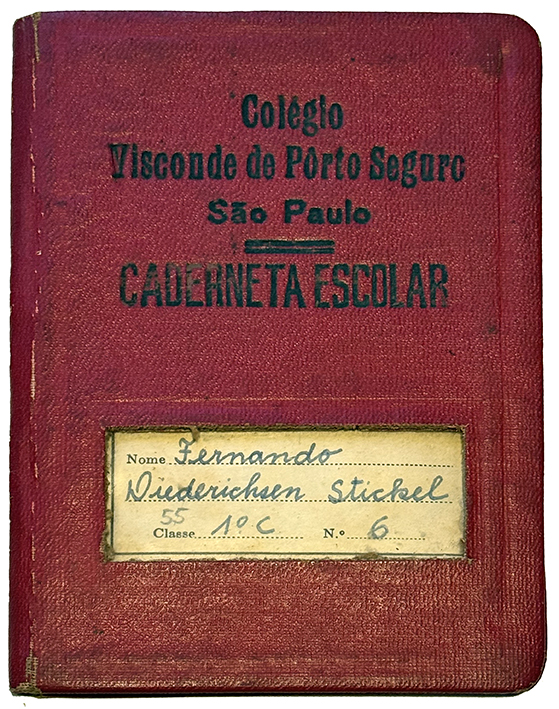 Colégio
Visconde de Pôrto Seguro
São Paulo
CADERNETA ESCOLAR
Nome Fernando
Diederichsen Stickel
55
Classe 1º C N.º 6